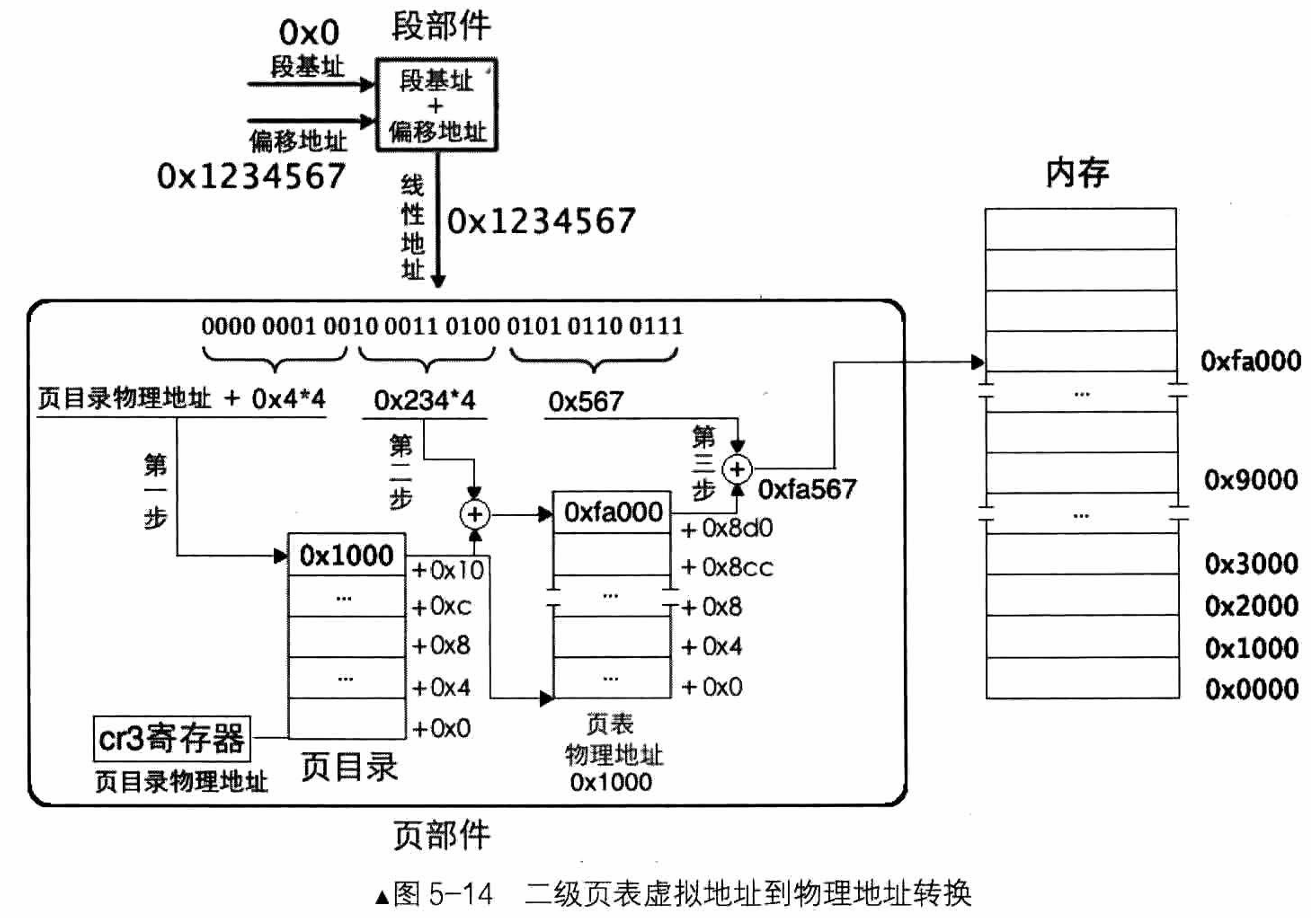 0x0
段部件
段基址
段基址
+
偏移地址
偏移地址
0x1234567
线性地址
0x1234567
内存
0000 0001 0010 0011 0100 0101 0110 0111
页目录物理地址 + 0x4*4
0x234*4
0x567
第一步
第二步
第三步
+
+
0xfa567
0xfa000
+0x8d0
+0x8cc
...
+0x8
+0x4
...
+0x0
页表
物理地址
0x1000
0x1000
+0x10
...
+0xc
+0x8
...
+0x4
+0x0
cr3寄存器
页目录物理地址
页目录
0xfa000
...
0x9000
...
0x3000
0x2000
0x1000
0x0000
页部件
▲图 5-14 二级页表虚拟地址到物理地址转换